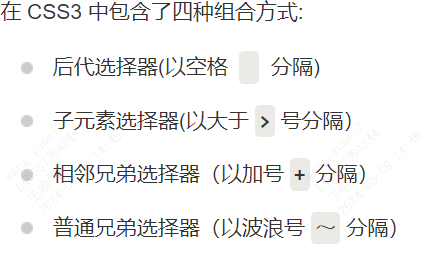 在 CSS3 中包含了四种组合方式:
后代选择器(以空格   分隔)
子元素选择器(以大于 > 号分隔）
相邻兄弟选择器（以加号 + 分隔）
普通兄弟选择器（以波浪号 ～ 分隔）